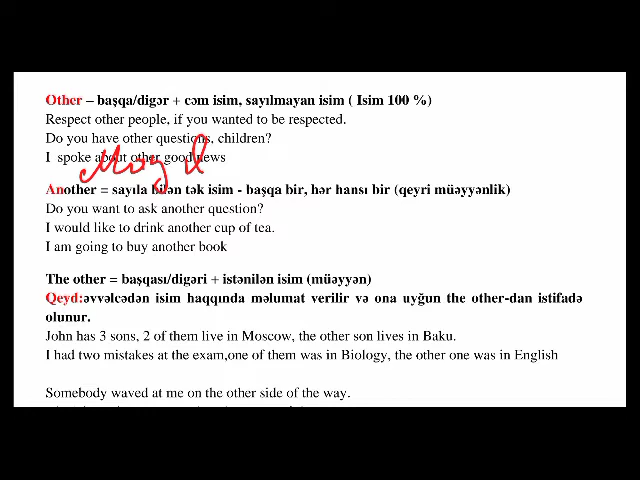 Other – başqa/digər + cəm isim, sayılmayan isim ( Isim 100 %)
Respect other people, if you wanted to be respected.
Do you have other questions, children?
I spoke about other good news
Another = sayıla bilən tək isim - başqa bir, hər hansı bir (qeyri müəyyənlik)
Do you want to ask another question?
I would like to drink another cup of tea.
I am going to buy another book
The other = başqası/digəri + istənilən isim (müəyyən)
Qeyd:əvvəlcədən isim haqqında məlumat verilir və ona uyğun the other-dan istifadə
olunur.
John has 3 sons, 2 of them live in Moscow, the other son lives in Baku.
I had two mistakes at the exam,one of them was in Biology, the other one was in English
Somebody waved at me on the other side of the way.